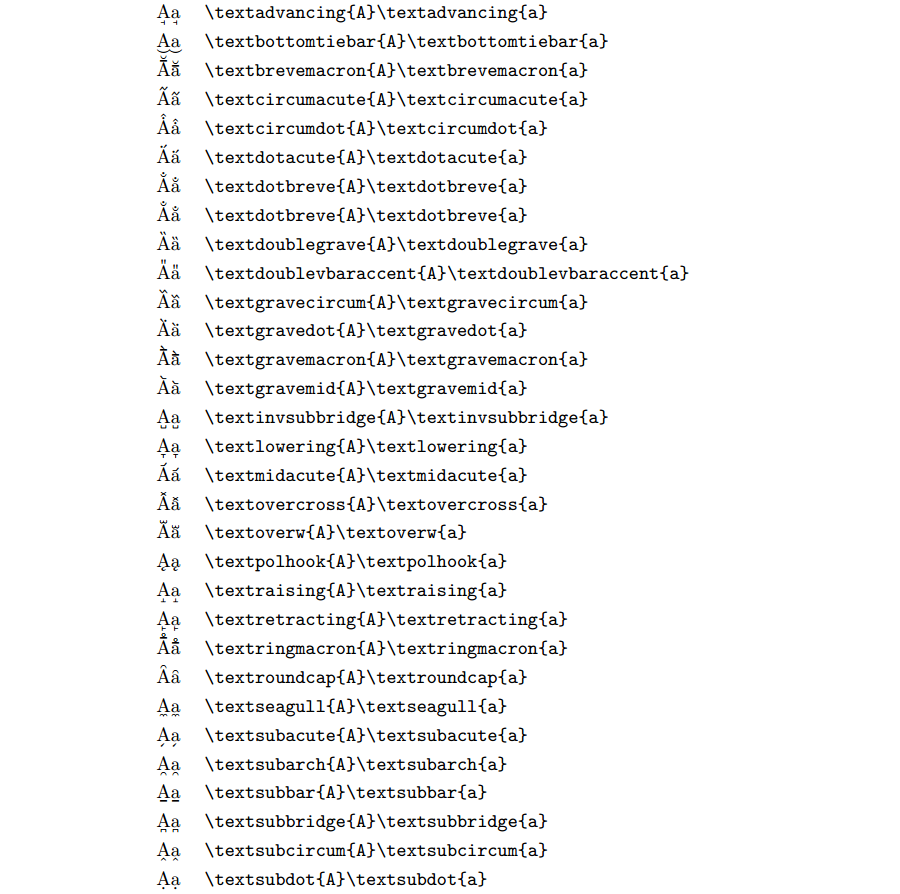 A̟a̟ \textadvancing{A}\textadvancing{a}
A͜a͜ \textbottomtiebar{A}\textbottomtiebar{a}
Ā̆ā̆ \textbrevemacron{A}\textbrevemacron{a}
Ấấ \textcircumacute{A}\textcircumacute{a}
Â̇â̇ \textcircumdot{A}\textcircumdot{a}
Ȧ́ȧ́ \textdotacute{A}\textdotacute{a}
Ă̇ă̇ \textdotbreve{A}\textdotbreve{a}
Ă̇ă̇ \textdotbreve{A}\textdotbreve{a}
Ȁȁ \textdoublegrave{A}\textdoublegrave{a}
A̎a̎ \textdoublevbaraccent{A}\textdoublevbaraccent{a}
Ầầ \textgravecircum{A}\textgravecircum{a}
Ȧ̀ȧ̀ \textgravedot{A}\textgravedot{a}
Ā̀ā̀ \textgravemacron{A}\textgravemacron{a}
À̄à̄ \textgravemid{A}\textgravemid{a}
A̺a̺ \textinvsubbridge{A}\textinvsubbridge{a}
A̞a̞ \textlowering{A}\textlowering{a}
Á̄á̄ \textmidacute{A}\textmidacute{a}
A̽a̽ \textovercross{A}\textovercross{a}
Aͫaͫ \textoverw{A}\textoverw{a}
Ąą \textpolhook{A}\textpolhook{a}
A̝a̝ \textraising{A}\textraising{a}
A̠a̠ \textretracting{A}\textretracting{a}
Ā̊ā̊ \textringmacron{A}\textringmacron{a}
Ȃȃ \textroundcap{A}\textroundcap{a}
A̼a̼ \textseagull{A}\textseagull{a}
A̗a̗ \textsubacute{A}\textsubacute{a}
A̯a̯ \textsubarch{A}\textsubarch{a}
A̱a̱ \textsubbar{A}\textsubbar{a}
A̪a̪ \textsubbridge{A}\textsubbridge{a}
A̭a̭ \textsubcircum{A}\textsubcircum{a}
Ạạ \textsubdot{A}\textsubdot{a}